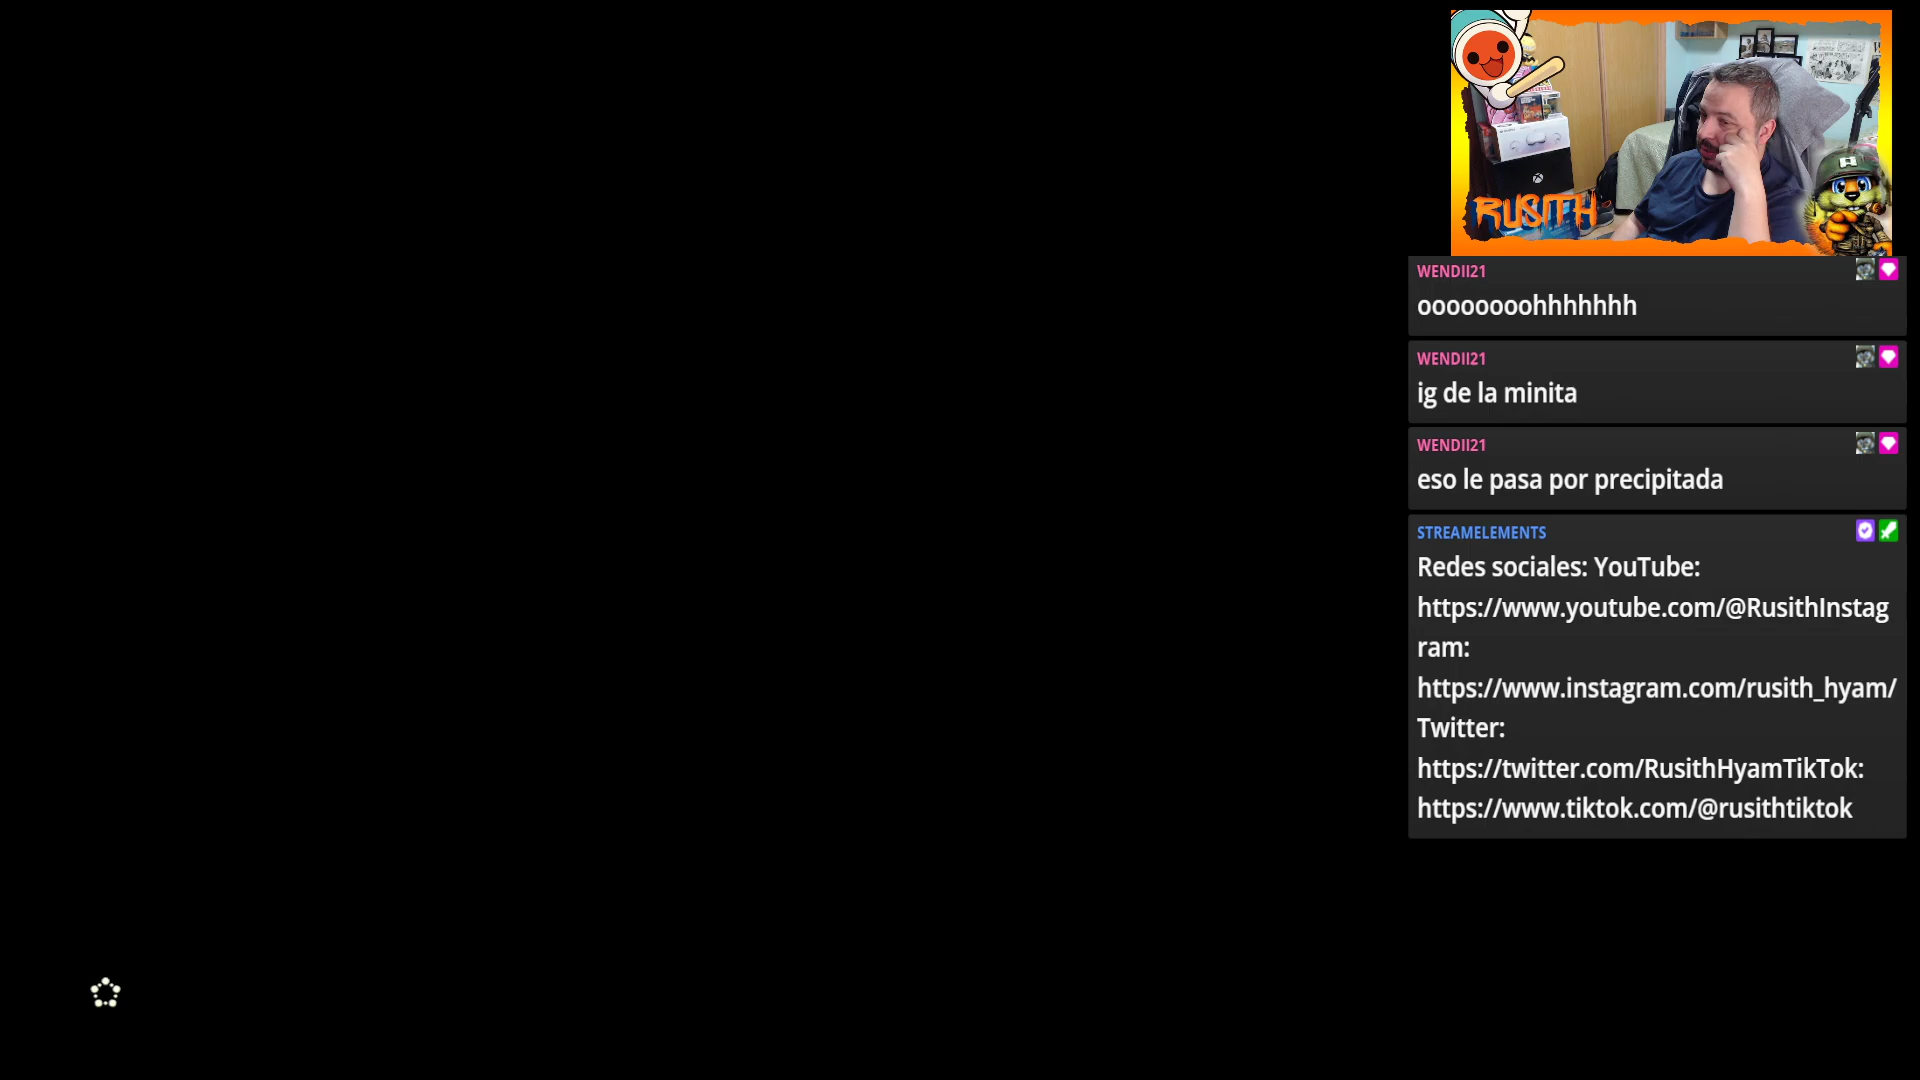 RUSITH
WENDII21
oooooooohhhhhhh
WENDII21
ig de la minita
WENDII21
eso le pasa por precipitada
STREAMELEMENTS
Redes sociales: YouTube:
https://www.youtube.com/@RusithInstag
ram:
https://www.instagram.com/rusith_hyam/
Twitter:
https://twitter.com/RusithHyamTikTok:
https://www.tiktok.com/@rusithtiktok